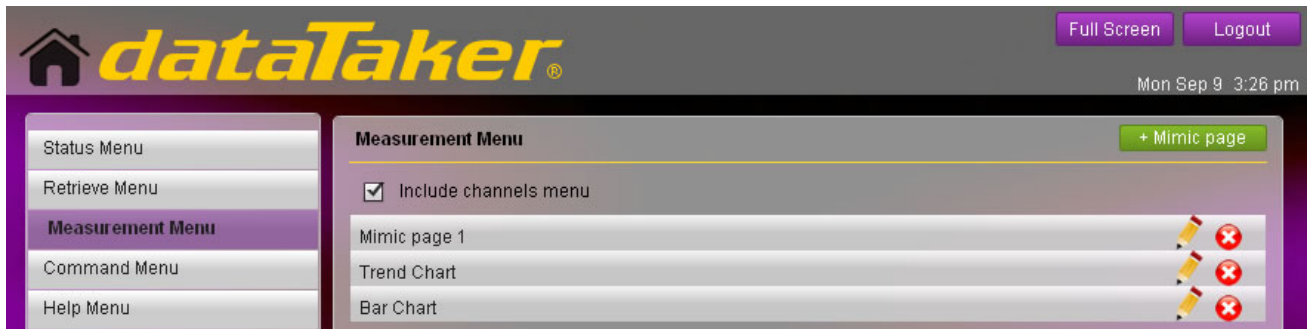 dataTaker®
Full Screen
Logout
Mon Sep 9 3:26 pm
Status Menu
Retrieve Menu
Measurement Menu
Command Menu
Help Menu
Measurement Menu
+ Mimic page
Include channels menu
Mimic page 1
Trend Chart
Bar Chart